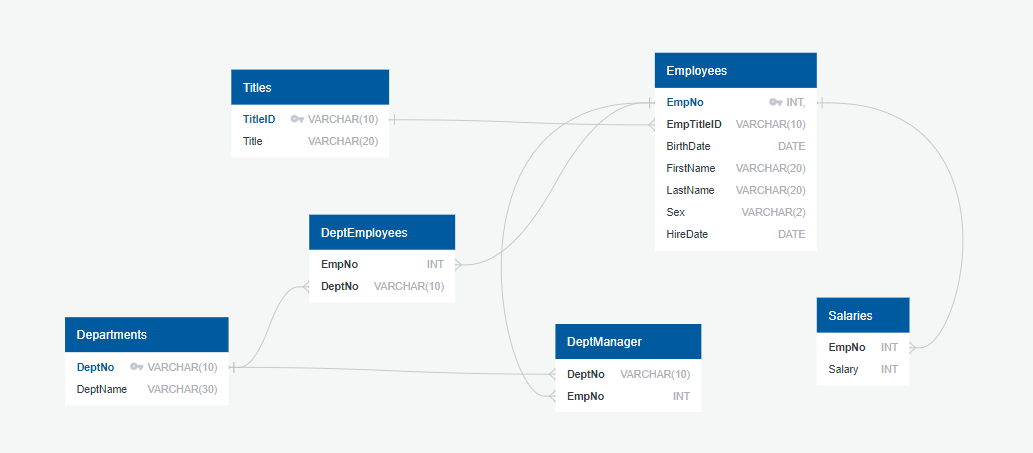 Titles
TitleID VARCHAR(10)
Title VARCHAR(20)
Employees
EmpNo INT,
EmpTitleID VARCHAR(10)
BirthDate DATE
FirstName VARCHAR(20)
LastName VARCHAR(20)
Sex VARCHAR(2)
HireDate DATE
DeptEmployees
EmpNo INT
DeptNo VARCHAR(10)
Departments
DeptNo VARCHAR(10)
DeptName VARCHAR(30)
DeptManager
DeptNo VARCHAR(10)
EmpNo INT
Salaries
EmpNo INT
Salary INT